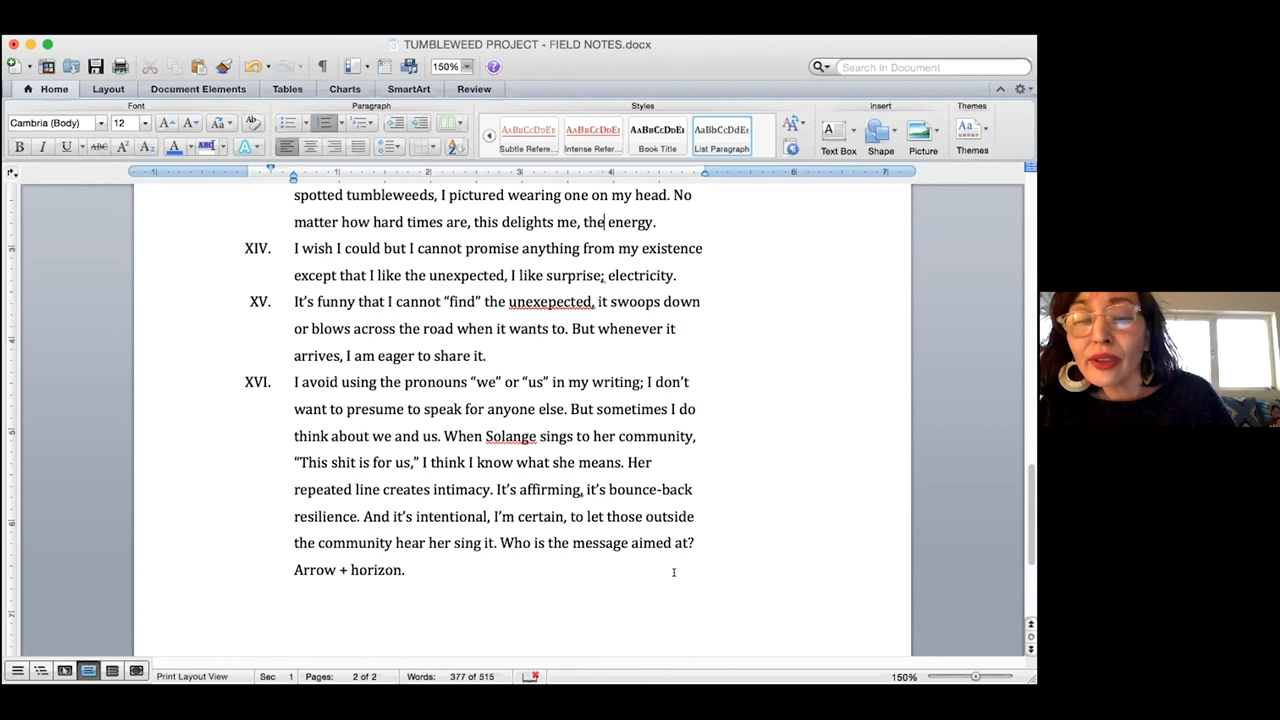 TUMBLEWEED PROJECT - FIELD NOTES.docx
150%
Search in Document
Home Layout Document Elements Tables Charts SmartArt Review
Font Paragraph Styles Insert Themes
Cambria (Body) 12
AABBCCDDEE AABBCCDDEE AABBCCDDEI AaBbCcDdEe
Subtle Refere... Intense Refer... Book Title List Paragraph Text Box Shape Picture Themes
spotted tumbleweeds, I pictured wearing one on my head. No
matter how hard times are, this delights me, the energy.
XIV. I wish I could but I cannot promise anything from my existence
except that I like the unexpected, I like surprise; electricity.
XV. It’s funny that I cannot “find” the unexepected, it swoops down
or blows across the road when it wants to. But whenever it
arrives, I am eager to share it.
XVI. I avoid using the pronouns “we” or “us” in my writing; I don’t
want to presume to speak for anyone else. But sometimes I do
think about we and us. When Solange sings to her community,
“This shit is for us,” I think I know what she means. Her
repeated line creates intimacy. It’s affirming, it’s bounce-back
resilience. And it’s intentional, I’m certain, to let those outside
the community hear her sing it. Who is the message aimed at?
Arrow + horizon.
Print Layout View Sec 1 Pages: 2 of 2 Words: 377 of 515 150%